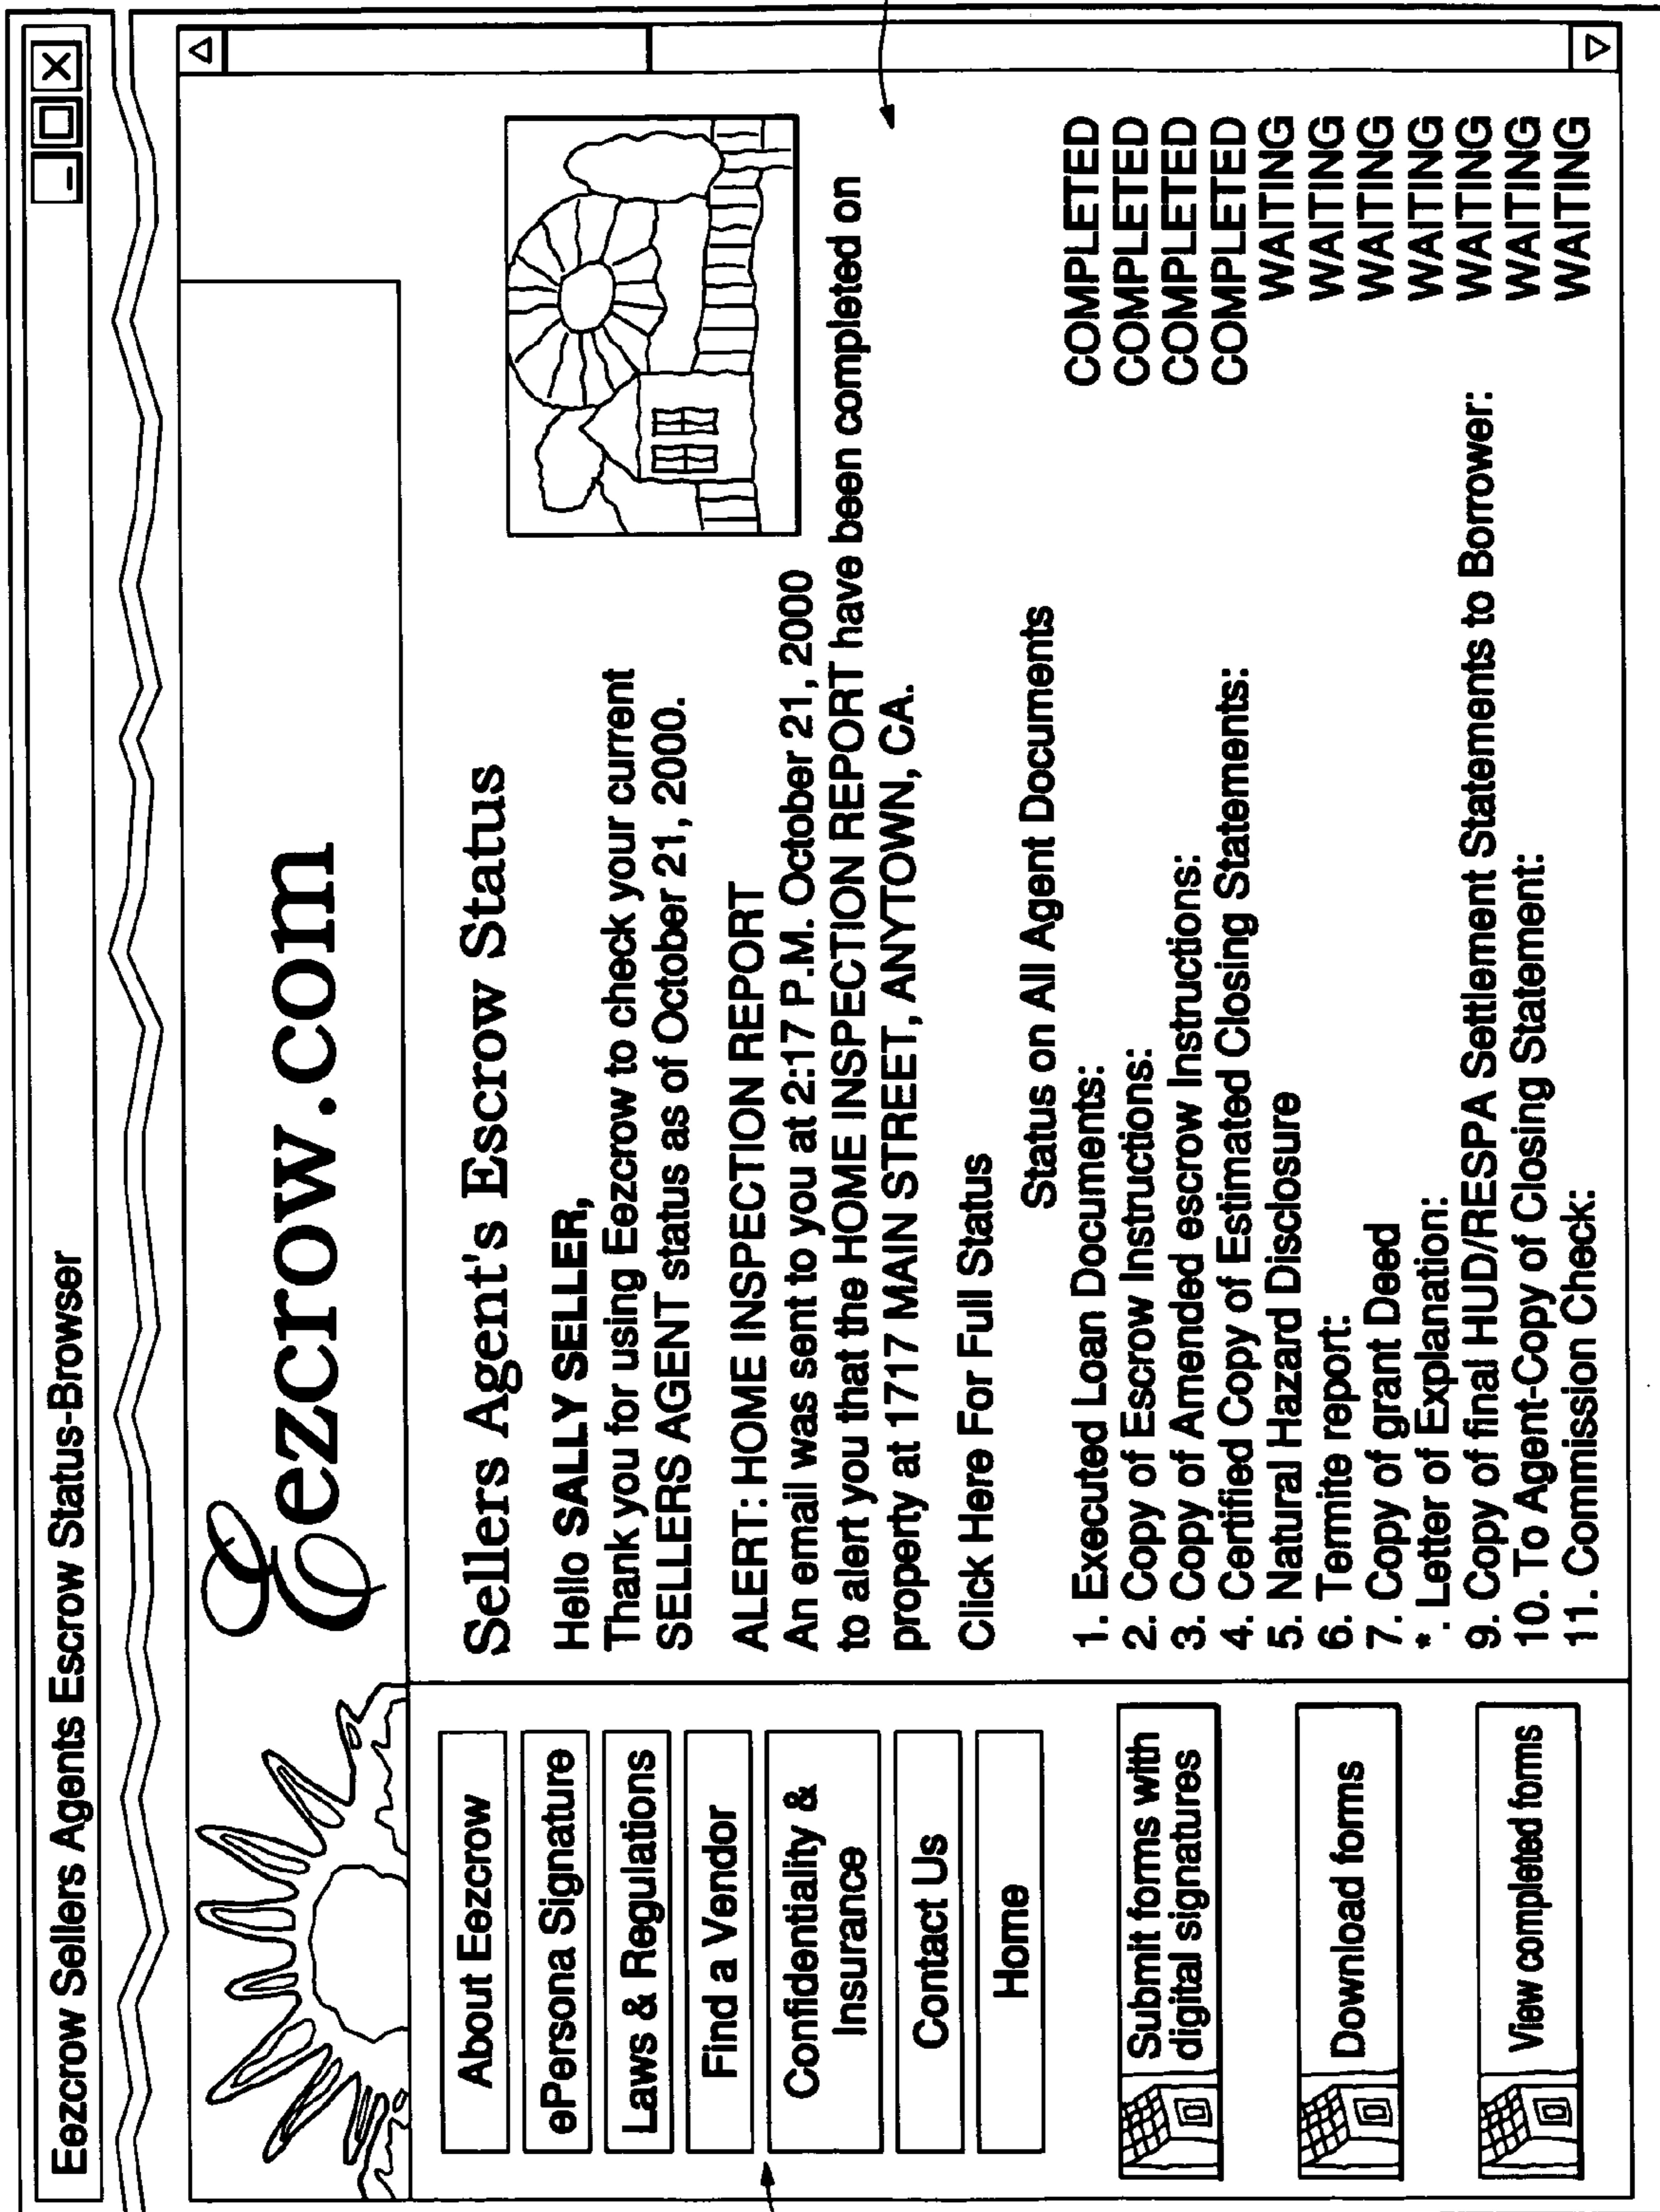 Eezcrow Sellers Agents Escrow Status-Browser
Eezcrow.com
About Eezcrow
ePersona Signature
Laws & Regulations
Find a Vendor
Confidentiality &
Insurance
Contact Us
Home
Submit forms with
digital signatures
Download forms
View completed forms
Sellers Agent's Escrow Status
Hello SALLY SELLER,
Thank you for using Eezcrow to check your current
SELLERS AGENT status as of October 21, 2000.
ALERT: HOME INSPECTION REPORT
An email was sent to you at 2:17 P.M. October 21, 2000
to alert you that the HOME INSPECTION REPORT have been completed on
property at 1717 MAIN STREET, ANYTOWN, CA.
Click Here For Full Status
Status on All Agent Documents
1. Executed Loan Documents: COMPLETED
2. Copy of Escrow Instructions: COMPLETED
3. Copy of Amended escrow Instructions: COMPLETED
4. Certified Copy of Estimated Closing Statements: COMPLETED
5. Natural Hazard Disclosure WAITING
6. Termite report: WAITING
7. Copy of grant Deed WAITING
*. Letter of Explanation: WAITING
9. Copy of final HUD/RESPA Settlement Statements to Borrower: WAITING
10. To Agent-Copy of Closing Statement: WAITING
11. Commission Check: WAITING